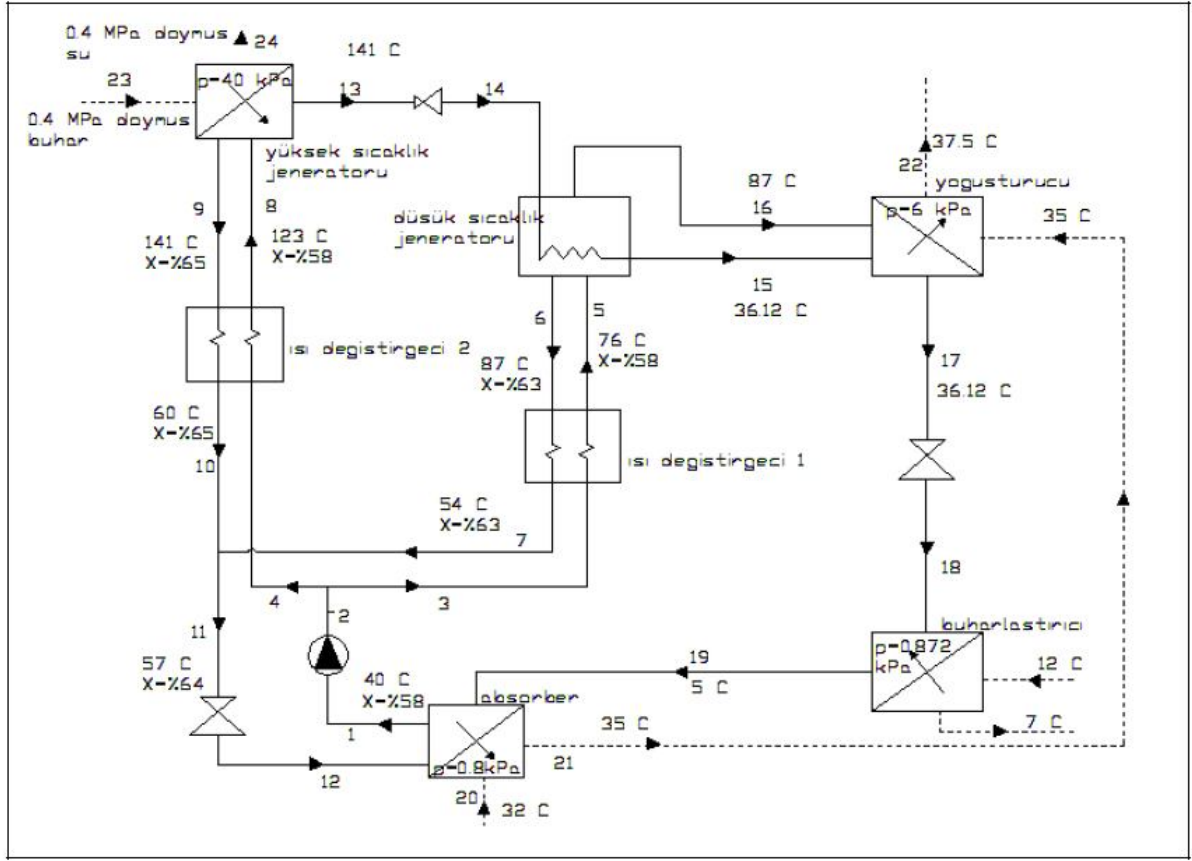 0.4 MPa doymus
su
24
141 C
23
p-40 kPa
13
14
0.4 MPa doymus
buhar
yüksek sıcaklık
jeneratoru
9
8
141 C
X-%65
123 C
X-%58
ısı degistirgeci 2
60 C
X-%65
10
düsük sıcaklık
jeneratoru
87 C
16
15
36.12 C
6
5
87 C
X-%63
76 C
X-%58
ısı degistirgeci 1
54 C
X-%63
7
37.5 C
22
yogusturucu
p-6 kPa
35 C
17
36.12 C
18
4
3
2
11
57 C
X-%64
40 C
X-%58
1
12
absorber
p-0.8kPa
20
32 C
35 C
21
19
5 C
buharlastırıcı
p-0.872
kPa
12 C
7 C